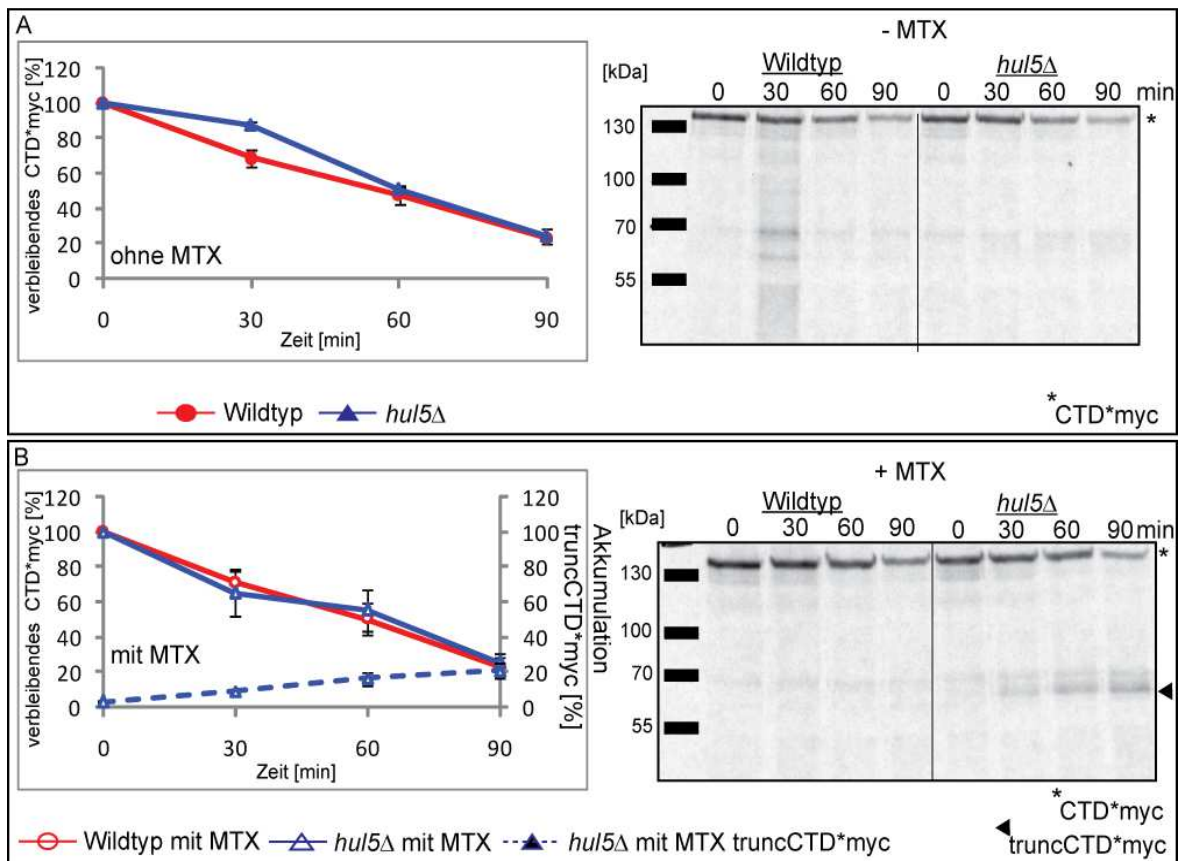 A
verbleibendes CTD*myc [%]
120
100
80
60
40
20
0
0 30 60 90
Zeit [min]
ohne MTX
Wildtyp hul5Δ
- MTX
[kDa] Wildtyp hul5Δ
0 30 60 90 0 30 60 90 min
130 *
100
70
55
*CTD*myc
B
verbleibendes CTD*myc [%]
120 120
100 100
80 80
60 60
40 40
20 20
0 0
0 30 60 90
Zeit [min]
mit MTX
Akkumulation
truncCTD*myc [%]
Wildtyp mit MTX hul5Δ mit MTX hul5Δ mit MTX truncCTD*myc
+ MTX
[kDa] Wildtyp hul5Δ
0 30 60 90 0 30 60 90 min
130 *
100
70
55
*CTD*myc
truncCTD*myc